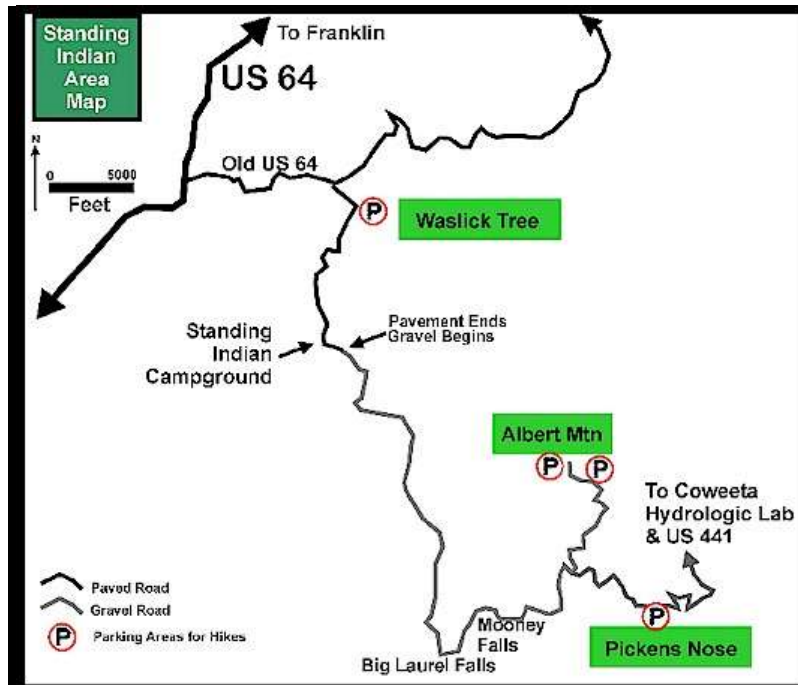 Standing
Indian
Area
Map
To Franklin
US 64
N
0 5000
Feet
Old US 64
P
Waslick Tree
Standing
Indian
Campground
Pavement Ends
Gravel Begins
Albert Mtn
P P
To Coweeta
Hydrologic Lab
& US 441
Paved Road
Gravel Road
P Parking Areas for Hikes
Mooney
Falls
Big Laurel Falls
P
Pickens Nose